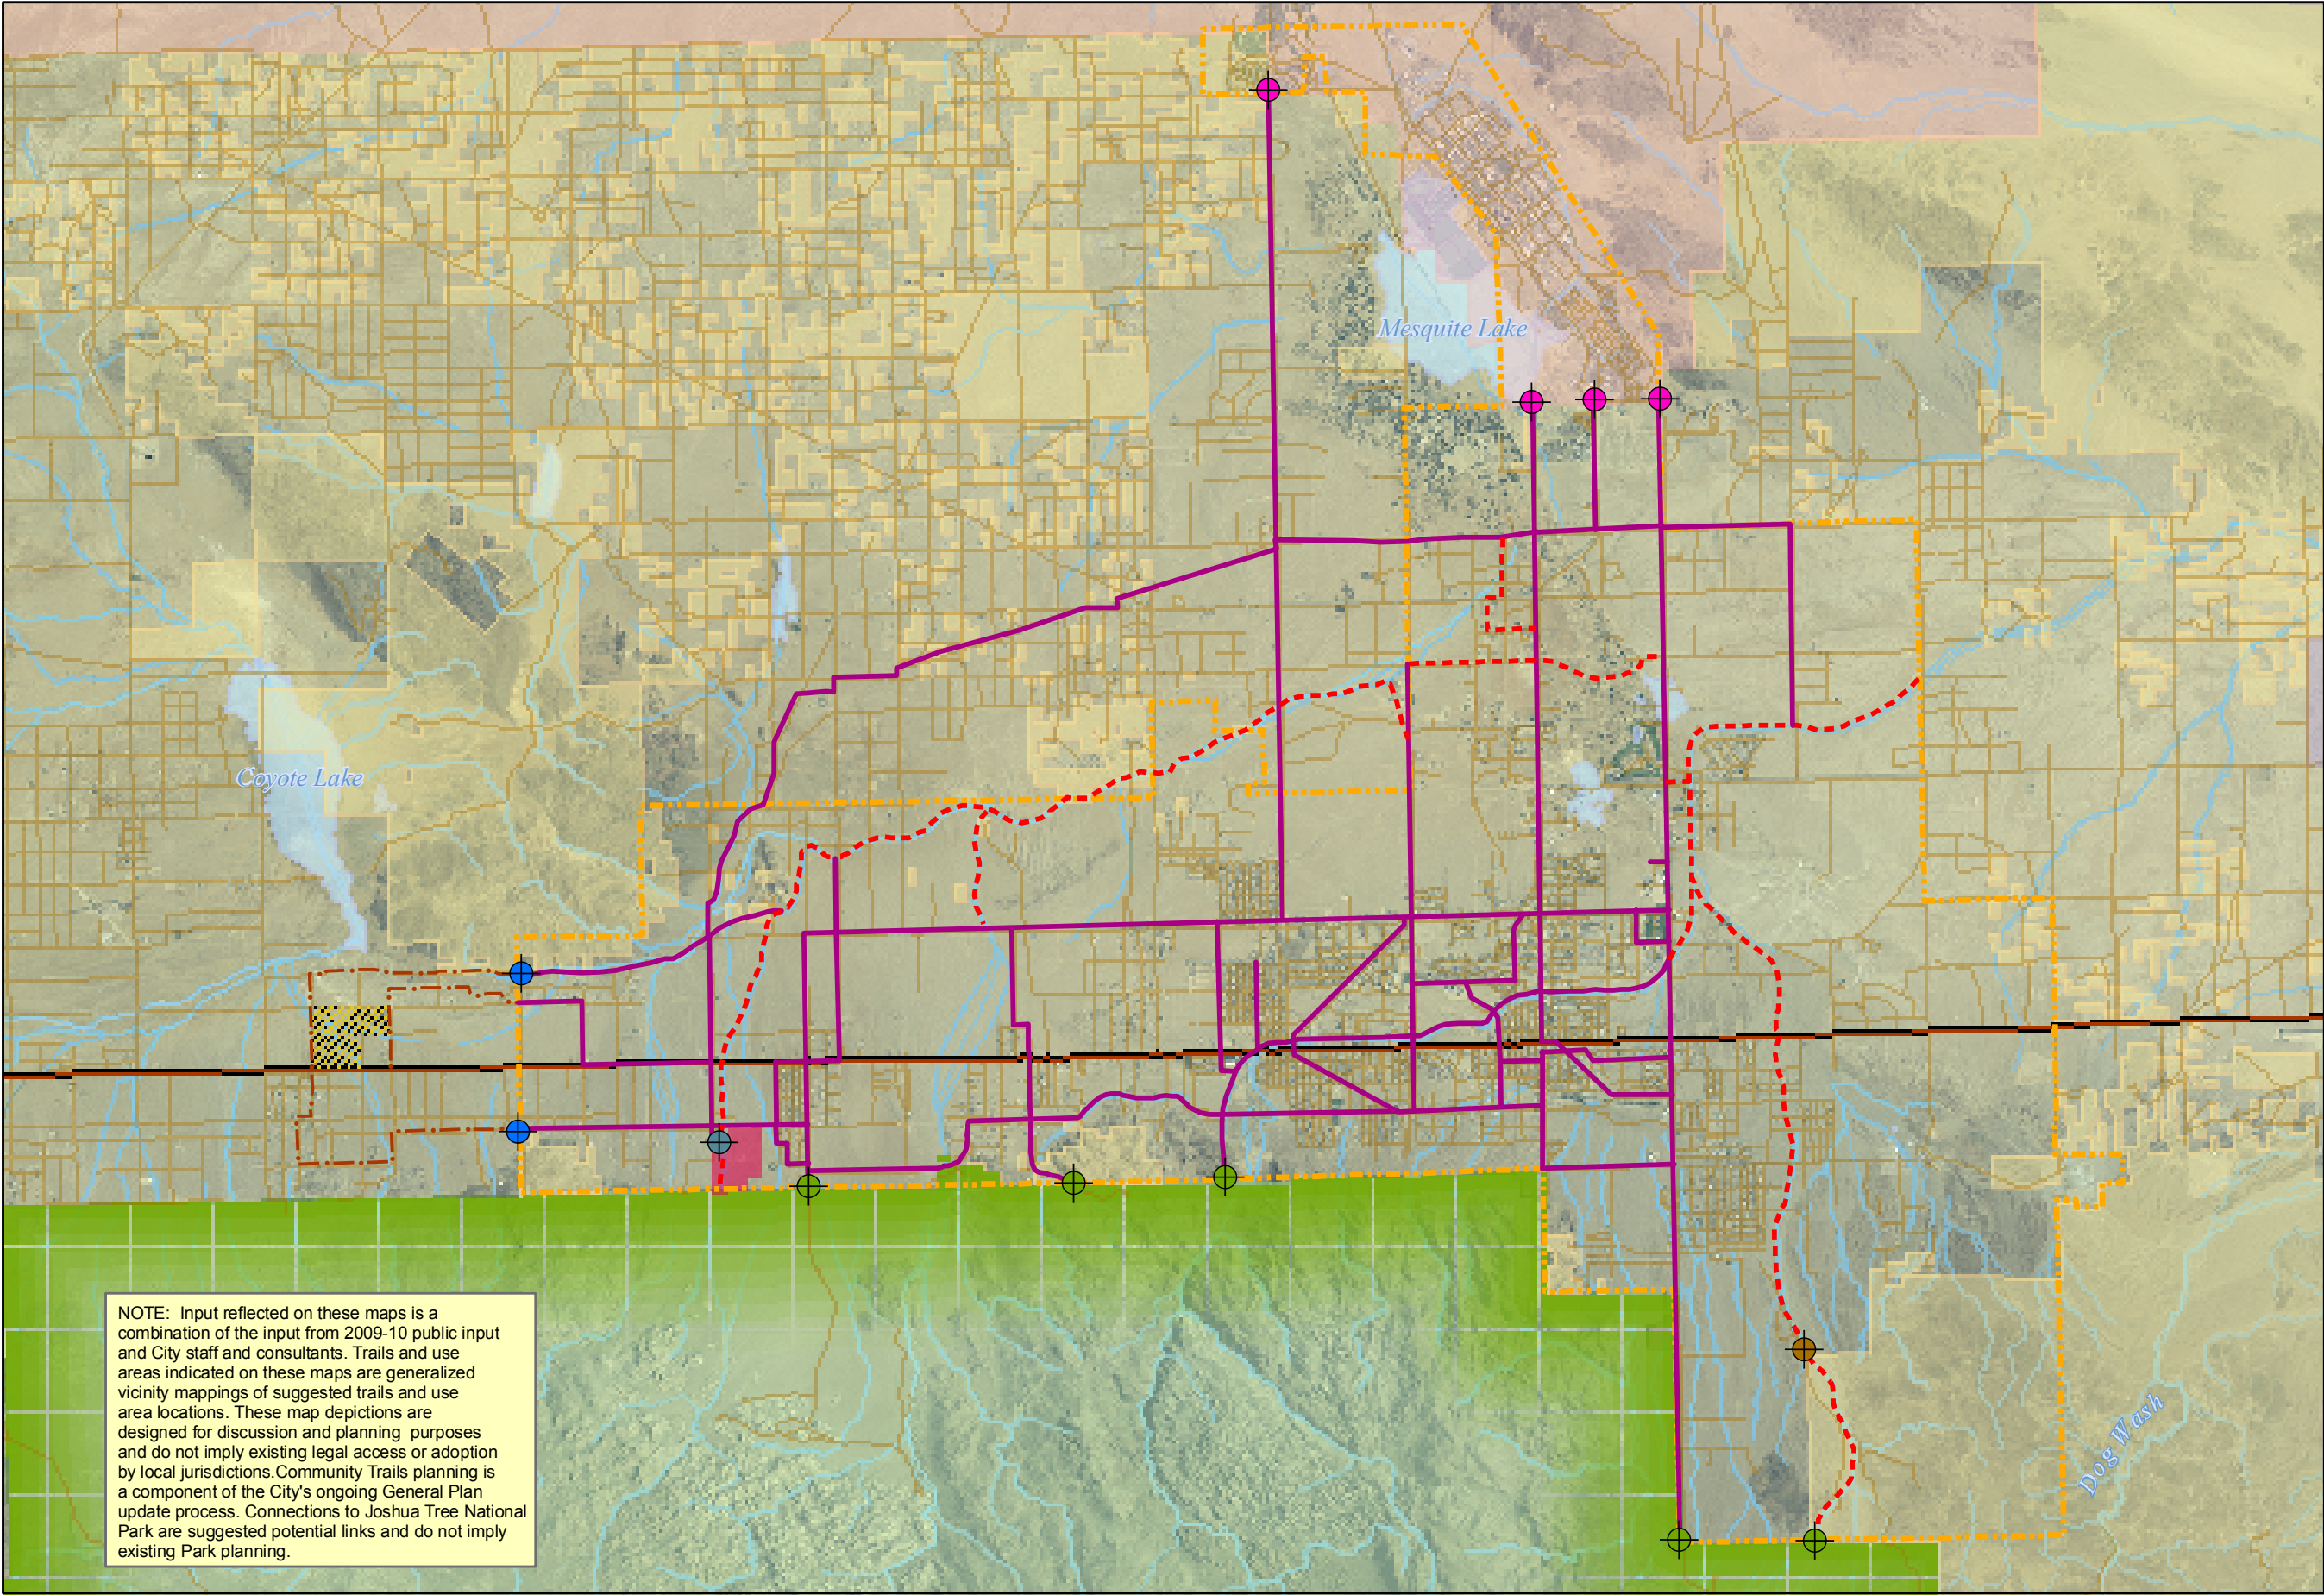 Mesquite Lake
Coyote Lake
NOTE:  Input reflected on these maps is a
combination of the input from 2009-10 public input
and City staff and consultants. Trails and use
areas indicated on these maps are generalized
vicinity mappings of suggested trails and use
area locations. These map depictions are
designed for discussion and planning  purposes
and do not imply existing legal access or adoption
by local jurisdictions.Community Trails planning is
a component of the City's ongoing General Plan
update process. Connections to Joshua Tree National
Park are suggested potential links and do not imply
existing Park planning.
Dog Wash